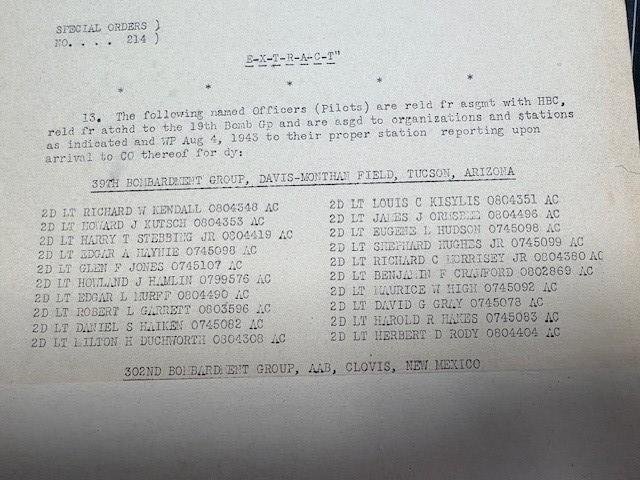 SPECIAL ORDERS )
NO. . . . 214 )
E-X-T-R-A-C-T"
* * * * *
13. The following named Officers (Pilots) are reld fr asgmt with HBC,
reld fr atchd to the 19th Bomb Gp and are asgd to organizations and stations
as indicated and WP Aug 4, 1943 to their proper station reporting upon
arrival to CO thereof for dy:
39TH BOMBARDMENT GROUP, DAVIS-MONTHAN FIELD, TUCSON, ARIZONA
2D LT RICHARD W KENDALL 0804348 AC
2D LT HOWARD J KUTSCH 0804353 AC
2D LT HARRY T STEBBING JR 0804419 AC
2D LT EDGAR A HAYNIE 0745098 AC
2D LT GLEN F JONES 0745107 AC
2D LT HOWLAND J HAMLIN 0799576 AC
2D LT EDGAR L MURFF 0804490 AC
2D LT ROBERT L GARRETT 0803596 AC
2D LT DANIEL S HAIKEN 0745082 AC
2D LT MILTON H DUCHWORTH 0804308 AC
2D LT LOUIS C KISYLIS 0804351 AC
2D LT JAMES J 0804496 AC
2D LT EUGENE L HUDSON 0745098 AC
2D LT SHEPHARD HUGHES JR 0745099 AC
2D LT RICHARD C MORRISEY JR 0804380 AC
2D LT BENJAMIN F CRAWFORD 0802869 AC
2D LT MAURICE W HIGH 0745092 AC
2D LT DAVID G GRAY 0745078 AC
2D LT HAROLD R HAKES 0745083 AC
2D LT HERBERT D RODY 0804404 AC
302ND BOMBARDMENT GROUP, AAB, CLOVIS, NEW MEXICO